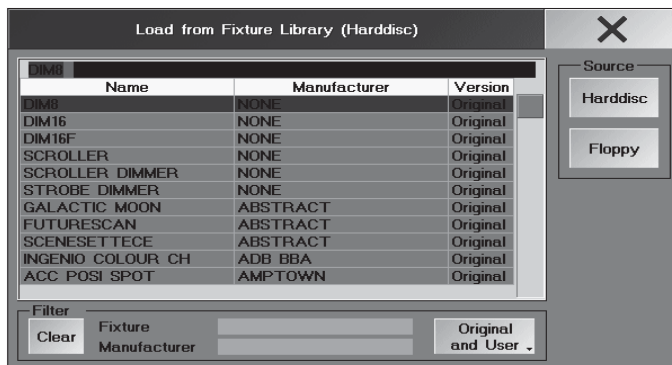 Load from Fixture Library (Harddisc)
DIM8
Name Manufacturer Version
DIM8 NONE Original
DIM16 NONE Original
DIM16F NONE Original
SCROLLER NONE Original
SCROLLER DIMMER NONE Original
STROBE DIMMER NONE Original
GALACTIC MOON ABSTRACT Original
FUTURESCAN ABSTRACT Original
SCENESETTECE ABSTRACT Original
INGENIO COLOUR CH ADB BBA Original
ACC POSI SPOT AMPTOWN Original
Source
Harddisc
Floppy
Filter
Clear
Fixture
Manufacturer
Original
and User